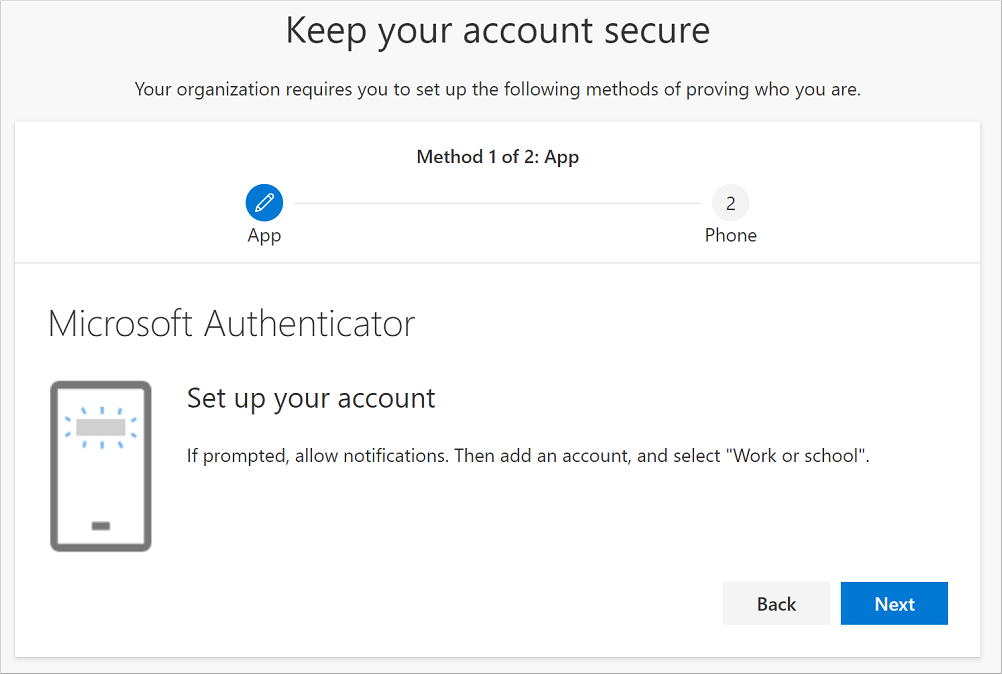 Keep your account secure
Your organization requires you to set up the following methods of proving who you are.
Method 1 of 2: App
2
App
Phone
Microsoft Authenticator
Set up your account
If prompted, allow notifications. Then add an account, and select "Work or school".
Back
Next